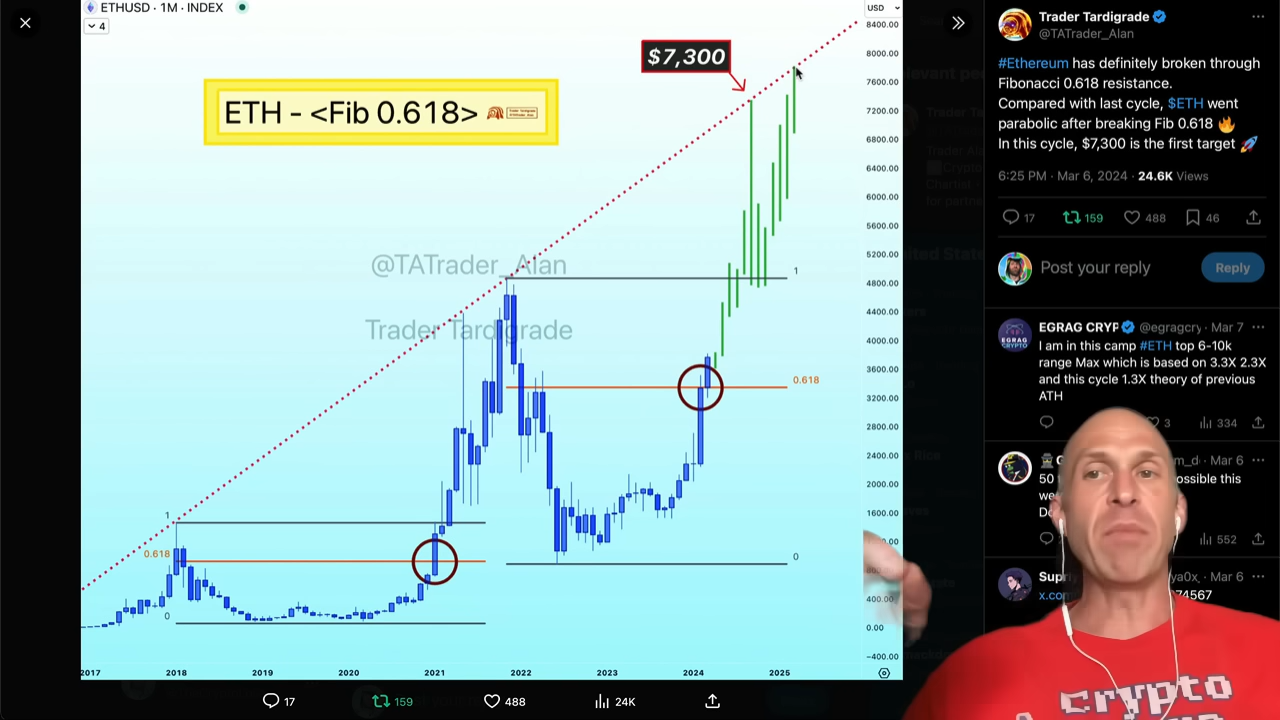 ETHUSD · 1M · INDEX
4
USD
8400.00
8000.00
7600.00
7200.00
6800.00
6400.00
6000.00
5600.00
5200.00
4800.00
4400.00
4000.00
3600.00
3200.00
2800.00
2400.00
2000.00
1600.00
400.00
0.00
−400.00
$7,300
ETH - <Fib 0.618>
@TATrader_Alan
Trader Tardigrade
1
0.618
0
1
0.618
0
2017
2018
2019
2020
2021
2022
2023
2024
2025
17
159
488
24K
Trader Tardigrade
@TATrader_Alan
#Ethereum has definitely broken through
Fibonacci 0.618 resistance.
Compared with last cycle, $ETH went
parabolic after breaking Fib 0.618 🔥
In this cycle, $7,300 is the first target 🚀
6:25 PM · Mar 6, 2024 · 24.6K Views
17
159
488
46
Post your reply
Reply
EGRAG CRYP @egragcry · Mar 7
I am in this camp #ETH top 6-10k
range Max which is based on 3.3X 2.3X
and this cycle 1.3X theory of previous
ATH
3
334
· Mar 6
50
possible this
we
552
· Mar 6
x.com
74567
crypto